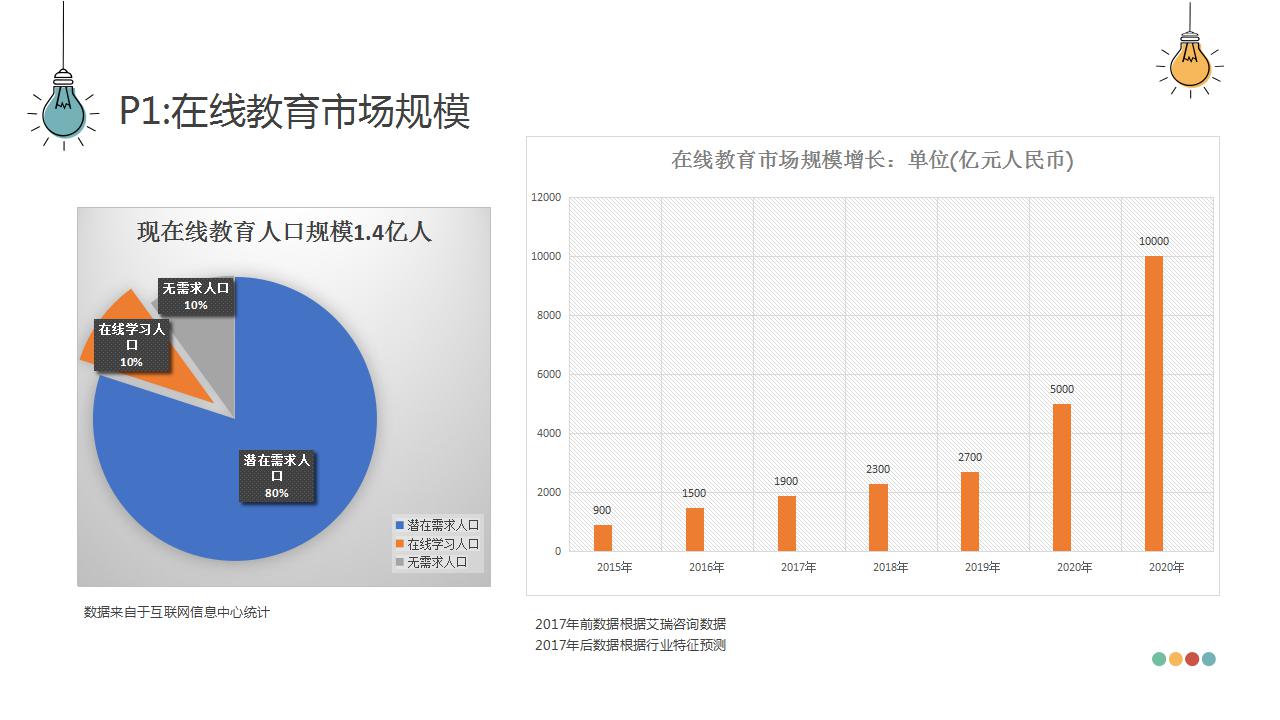 P1:在线教育市场规模
现在线教育人口规模1.4亿人
无需求人口
10%
在线学习人
口
10%
潜在需求人
口
80%
潜在需求人口
在线学习人口
无需求人口
数据来自于互联网信息中心统计
在线教育市场规模增长：单位(亿元人民币)
12000
10000
8000
6000
4000
2000
0
900
1500
1900
2300
2700
5000
10000
2015年
2016年
2017年
2018年
2019年
2020年
2020年
2017年前数据根据艾瑞咨询数据
2017年后数据根据行业特征预测